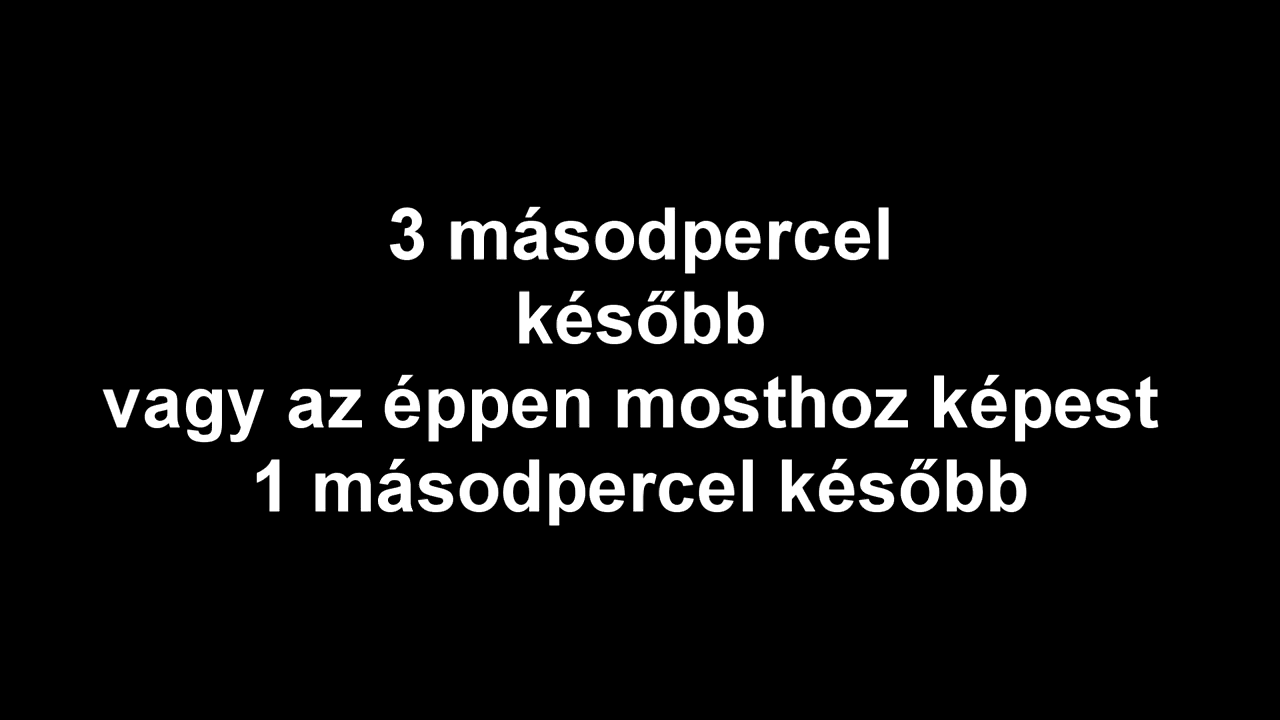 3 másodpercel
később
vagy az éppen mosthoz képest
1 másodpercel később